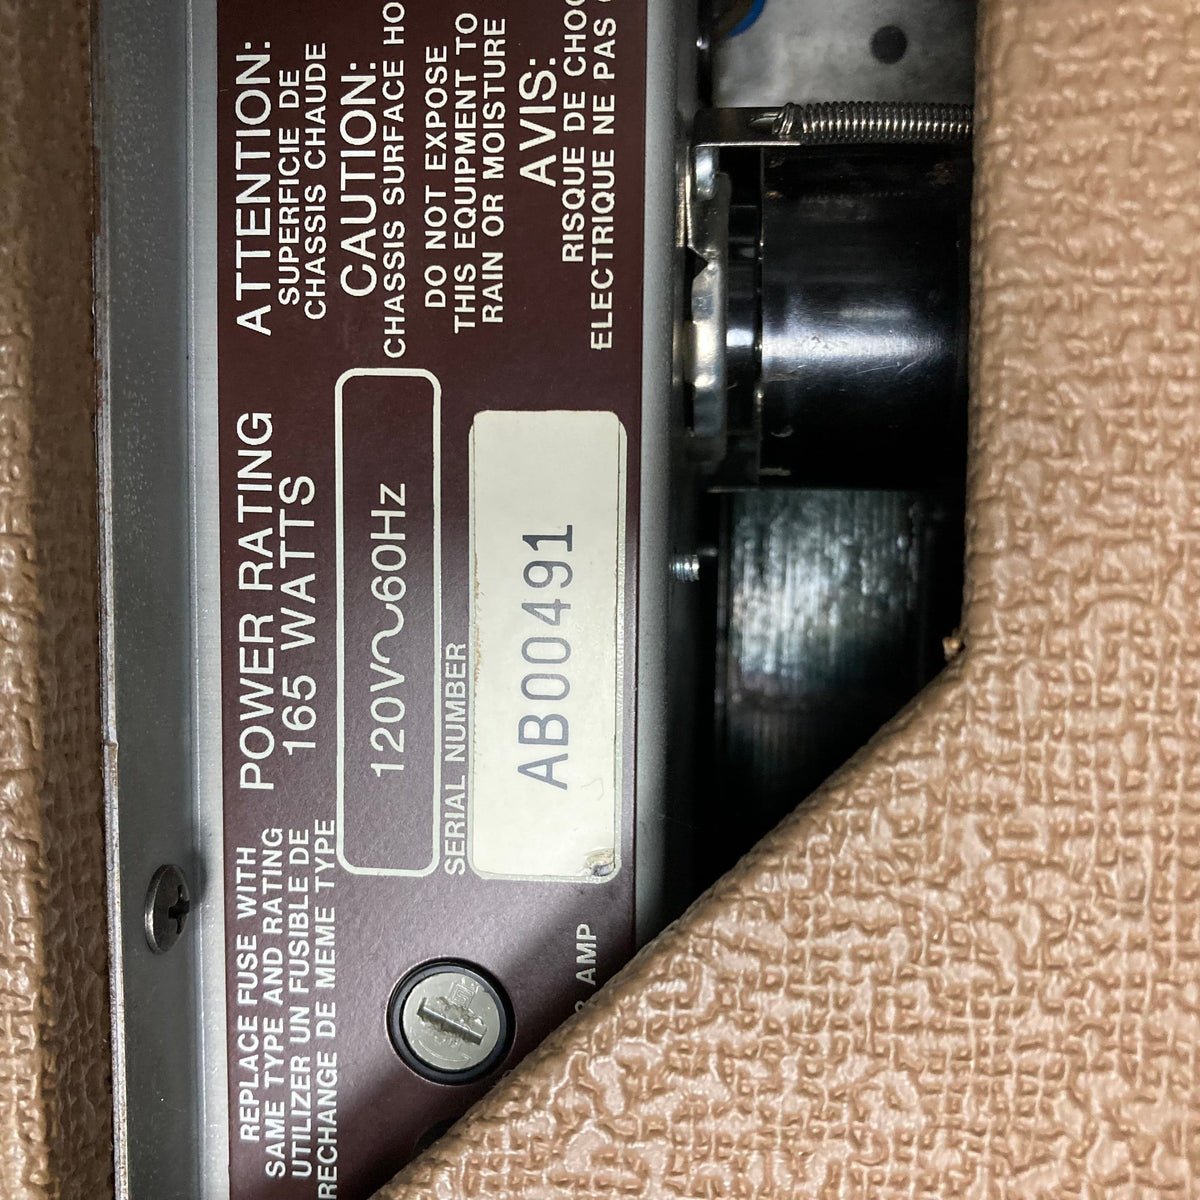 REPLACE FUSE WITH
SAME TYPE AND RATING
UTILIZER UN FUSIBLE DE
RECHANGE DE MEME TYPE
AMP
POWER RATING
165 WATTS
120V~60Hz
SERIAL NUMBER
AB00491
ATTENTION:
SUPERFICIE DE
CHASSIS CHAUDE
CAUTION:
CHASSIS SURFACE HO
DO NOT EXPOSE
THIS EQUIPMENT TO
RAIN OR MOISTURE
AVIS:
RISQUE DE CHOC
ELECTRIQUE NE PAS